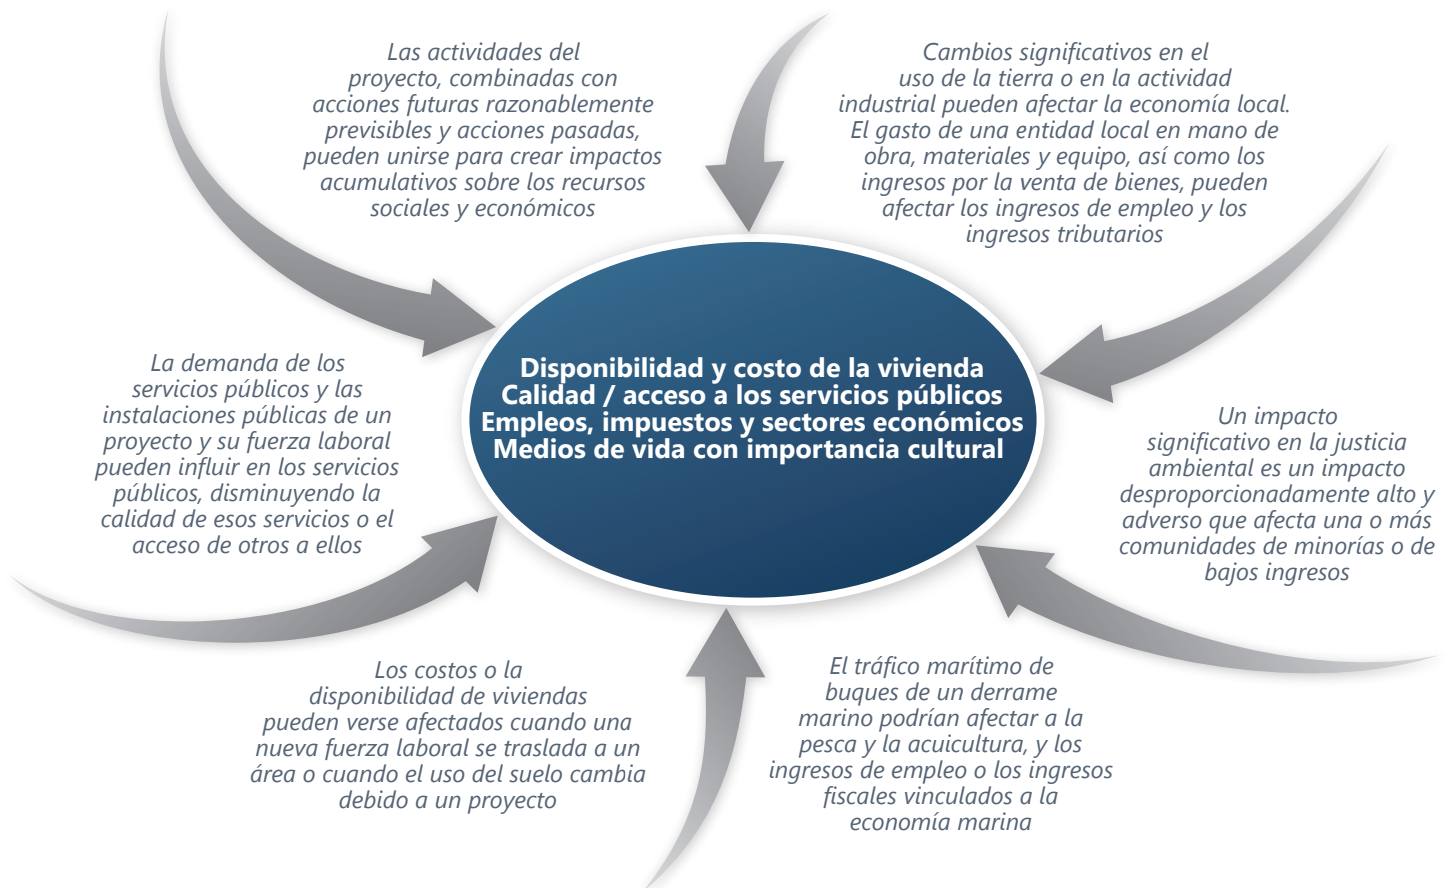 Las actividades del
proyecto, combinadas con
acciones futuras razonablemente
previsibles y acciones pasadas,
pueden unirse para crear impactos
acumulativos sobre los recursos
sociales y económicos
Cambios significativos en el
uso de la tierra o en la actividad
industrial pueden afectar la economía local.
El gasto de una entidad local en mano de
obra, materiales y equipo, así como los
ingresos por la venta de bienes, pueden
afectar los ingresos de empleo y los
ingresos tributarios
La demanda de los
servicios públicos y las
instalaciones públicas de un
proyecto y su fuerza laboral
pueden influir en los servicios
públicos, disminuyendo la
calidad de esos servicios o el
acceso de otros a ellos
Disponibilidad y costo de la vivienda
Calidad / acceso a los servicios públicos
Empleos, impuestos y sectores económicos
Medios de vida con importancia cultural
Un impacto
significativo en la justicia
ambiental es un impacto
desproporcionadamente alto y
adverso que afecta una o más
comunidades de minorías o de
bajos ingresos
Los costos o la
disponibilidad de viviendas
pueden verse afectados cuando una
nueva fuerza laboral se traslada a un
área o cuando el uso del suelo cambia
debido a un proyecto
El tráfico marítimo de
buques de un derrame
marino podrían afectar a la
pesca y la acuicultura, y los
ingresos de empleo o los ingresos
fiscales vinculados a la
economía marina